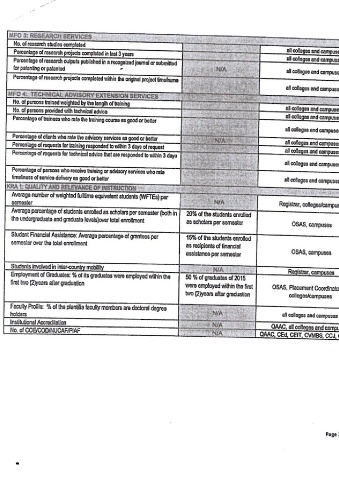 MFO 3: RESEARCH SERVICES
No. of research studies completed
Percentage of research projects completed in last 3 years all colleges and campuses
Percentage of research outputs published in a recognized journal or submitted all colleges and campuses
for patenting or patented N/A all colleges and campuses
Percentage of research projects completed within the original project timeframe
all colleges and campuses
MFO 4: TECHNICAL ADVISORY EXTENSION SERVICES
No. of persons trained weighted by the length of training
No. of persons provided with technical advice all colleges and campuses
Percentage of trainees who rate the training course as good or better all colleges and campuses
all colleges and campuses
Percentage of clients who rate the advisory services as good or better
Percentage of requests for training responded to within 3 days of request N/A all colleges and campuses
Percentage of requests for technical advice that are responded to within 3 days all colleges and campuses
all colleges and campuses
Percentage of persons who receive training or advisory services who rate
timeliness of service delivery as good or better all colleges and campuses
KRA 1: QUALITY AND RELEVANCE OF INSTRUCTION
Average number of weighted fulltime equivalent students (WFTEs) per
semester N/A Registrar, colleges/campuses
Average percentage of students enrolled as scholars per semester (both in 20% of the students enrolled
the undergraduate and graduate levels) over total enrollment as scholars per semester OSAS, campuses
Student Financial Assistance: Average percentage of grantees per 15% of the students enrolled
semester over the total enrollment as recipients of financial
assistance per semester OSAS, campuses
Students involved in inter-country mobility N/A Registrar, campuses
Employment of Graduates: % of its graduates were employed within the 50 % of graduates of 2015
first two (2)years after graduation were employed within the first OSAS, Placement Coordinator
two (2)years after graduation colleges/campuses
Faculty Profile: % of the plantilla faculty members are doctoral degree N/A all colleges and campuses
holders
Institutional Accreditation N/A QAAC, all colleges and campuses
No. of COE/COD/NUCAF/PIAF N/A QAAC, CEd, CEIT, CVMBS, CCJ,
Page